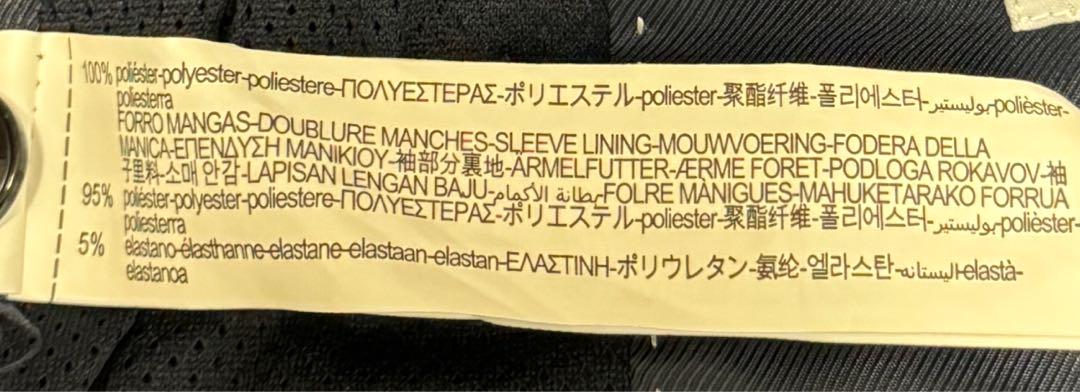 100% poliéster-polyester-poliestere-ΠΟΛΥΕΣΤΕΡΑΣ-ポリエステル-poliester-聚酯纤维-폴리에스터-بوليستير-polièster-
poliesterra
FORRO MANGAS-DOUBLURE MANCHES-SLEEVE LINING-MOUWVOERING-FODERA DELLA
MANICA-ΕΠΕΝΔΥΣΗ ΜΑΝΙΚΙΟΥ-袖部分裏地-ÄRMELFUTTER-ÆRME FORET-PODLOGA ROKAVOV-袖
子里料-소매 안감-LAPISAN LENGAN BAJU-بطانة الأكمام-FOLRE MÀNIGUES-MAHUKETARAKO FORRUA
95% poliéster-polyester-poliestere-ΠΟΛΥΕΣΤΕΡΑΣ-ポリエステル-poliester-聚酯纤维-폴리에스터-بوليستير-polièster-
poliesterra
5% elastano-élasthanne-elastane-elastaan-elastan-ΕΛΑΣΤΙΝΗ-ポリウレタン-氨纶-엘라스탄-اليستانه-elastà-
elastanoa